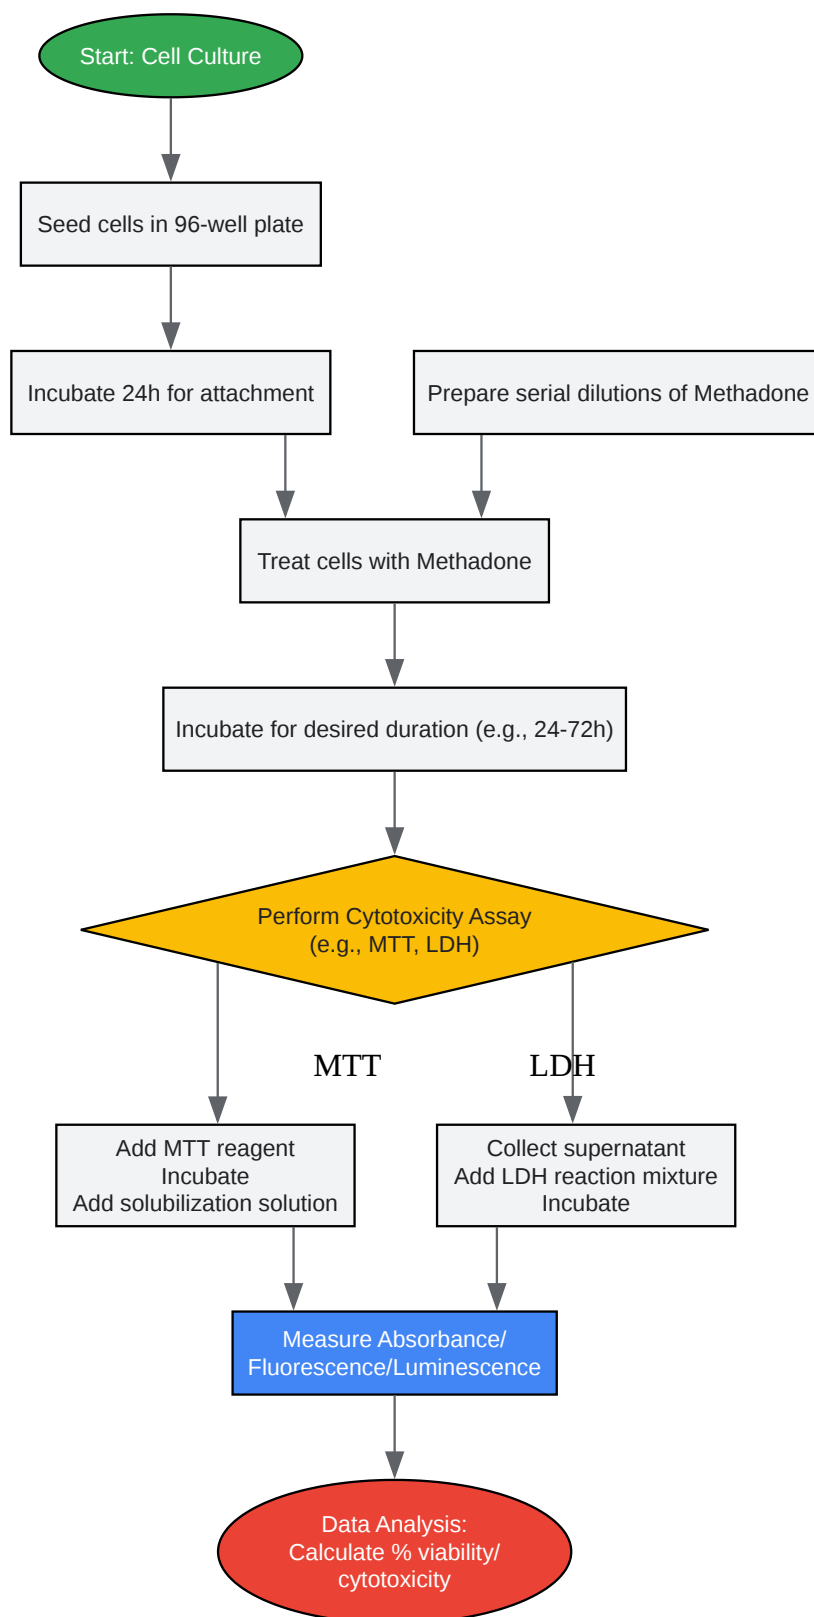 Start: Cell Culture
Seed cells in 96-well plate
Incubate 24h for attachment
Prepare serial dilutions of Methadone
Treat cells with Methadone
Incubate for desired duration (e.g., 24-72h)
Perform Cytotoxicity Assay
(e.g., MTT, LDH)
MTT
LDH
Add MTT reagent
Incubate
Add solubilization solution
Collect supernatant
Add LDH reaction mixture
Incubate
Measure Absorbance/
Fluorescence/Luminescence
Data Analysis:
Calculate % viability/
cytotoxicity